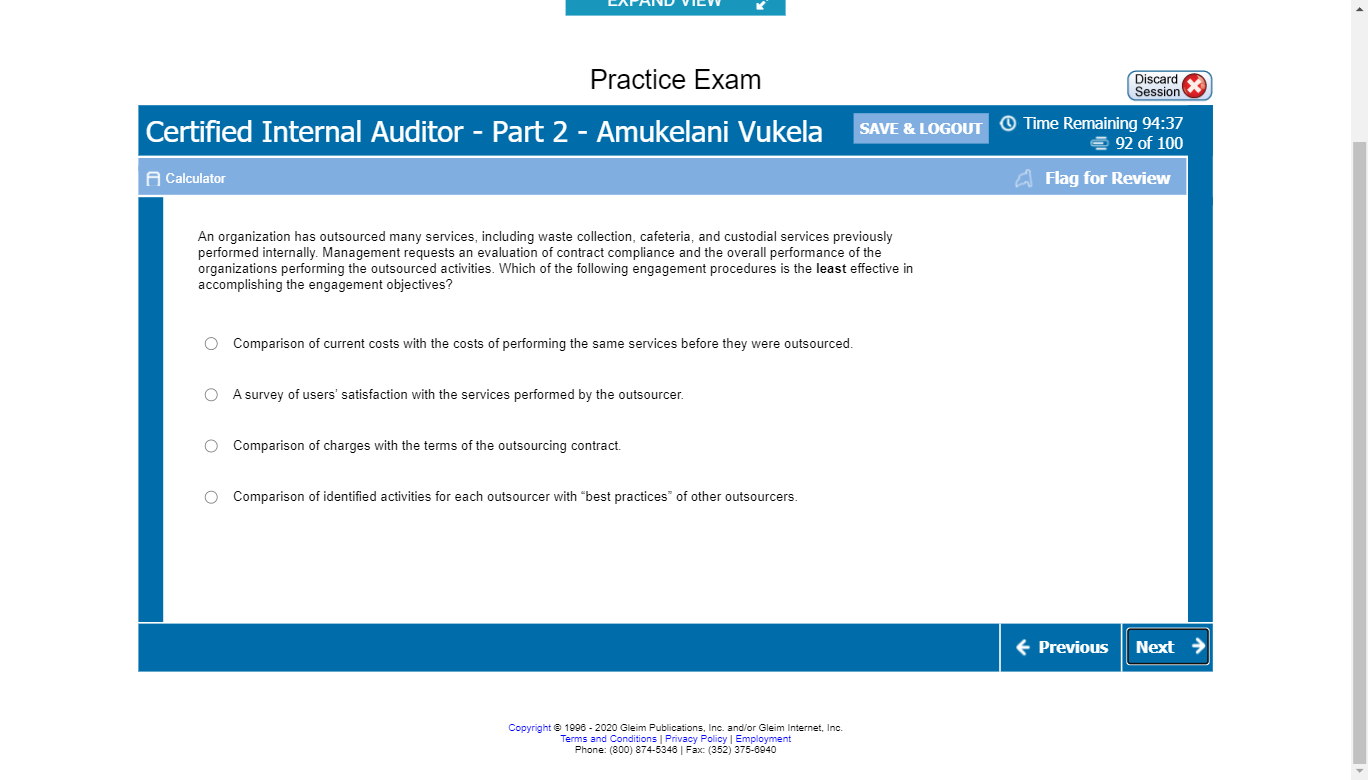 EXPAND VIEW
Practice Exam
Discard
Session
Certified Internal Auditor - Part 2 - Amukelani Vukela
SAVE & LOGOUT
Time Remaining 94:37
92 of 100
Calculator
Flag for Review
An organization has outsourced many services, including waste collection, cafeteria, and custodial services previously
performed internally. Management requests an evaluation of contract compliance and the overall performance of the
organizations performing the outsourced activities. Which of the following engagement procedures is the least effective in
accomplishing the engagement objectives?
Comparison of current costs with the costs of performing the same services before they were outsourced.
A survey of users' satisfaction with the services performed by the outsourcer.
Comparison of charges with the terms of the outsourcing contract.
Comparison of identified activities for each outsourcer with “best practices” of other outsourcers.
Previous
Next
Copyright © 1996 - 2020 Gleim Publications, Inc. and/or Gleim Internet, Inc.
Terms and Conditions | Privacy Policy | Employment
Phone: (800) 874-5346 | Fax: (352) 375-6940